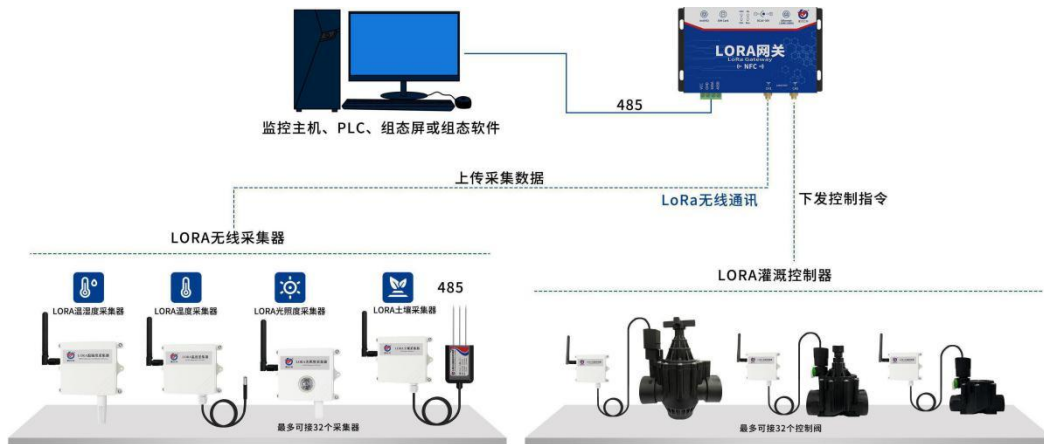 LORA网关
LoRa Gateway
NFC
485
监控主机、PLC、组态屏或组态软件
上传采集数据
LoRa无线通讯
下发控制指令
LORA无线采集器
LORA灌溉控制器
485
LORA温湿度采集器
LORA温度采集器
LORA光照度采集器
LORA土壤采集器
最多可接32个采集器
最多可接32个控制阀